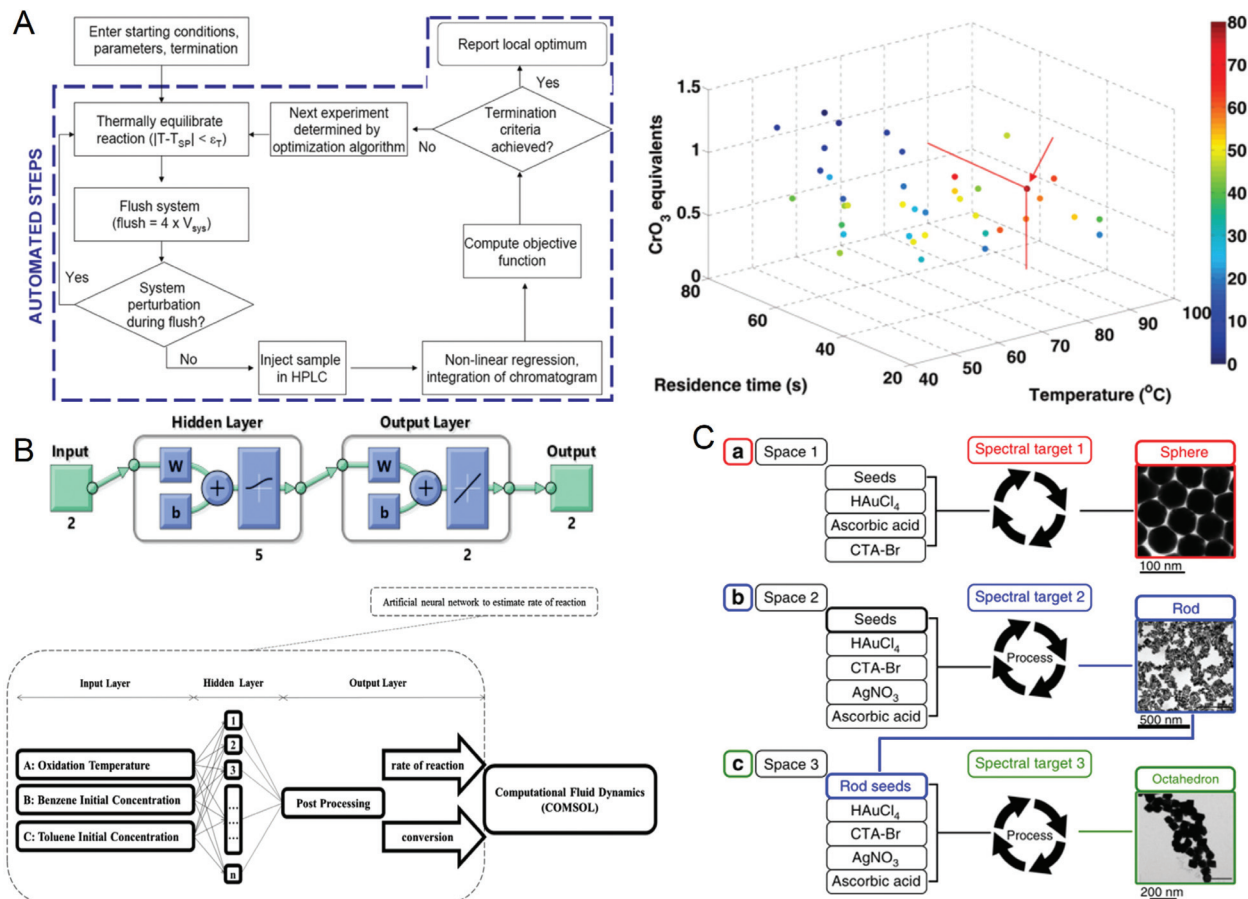 A
Enter starting conditions,
parameters, termination
Report local optimum
Yes
Thermally equilibrate
reaction (|T-T_SP| < ε_T)
Next experiment
determined by
optimization algorithm
No
Termination
criteria
achieved?
AUTOMATED STEPS
Flush system
(flush = 4 x V_sys)
Compute objective
function
Yes
System
perturbation
during flush?
No
Inject sample
in HPLC
Non-linear regression,
integration of chromatogram
CrO₃ equivalents
1.5
1
0.5
0
80
60
40
20
Residence time (s)
40
50
60
70
80
90
100
Temperature (°C)
80
70
60
50
40
30
20
10
0
B
Input
2
Hidden Layer
W
b
+
5
Output Layer
W
b
+
2
Output
2
Artificial neural network to estimate rate of reaction
Input Layer
Hidden Layer
Output Layer
A: Oxidation Temperature
B: Benzene Initial Concentration
C: Toluene Initial Concentration
1
2
3
...
...
...
n
Post Processing
rate of reaction
conversion
Computational Fluid Dynamics
(COMSOL)
C
a
Space 1
Seeds
HAuCl₄
Ascorbic acid
CTA-Br
Spectral target 1
Sphere
100 nm
b
Space 2
Seeds
HAuCl₄
CTA-Br
AgNO₃
Ascorbic acid
Spectral target 2
Process
Rod
500 nm
c
Space 3
Rod seeds
HAuCl₄
CTA-Br
AgNO₃
Ascorbic acid
Spectral target 3
Process
Octahedron
200 nm